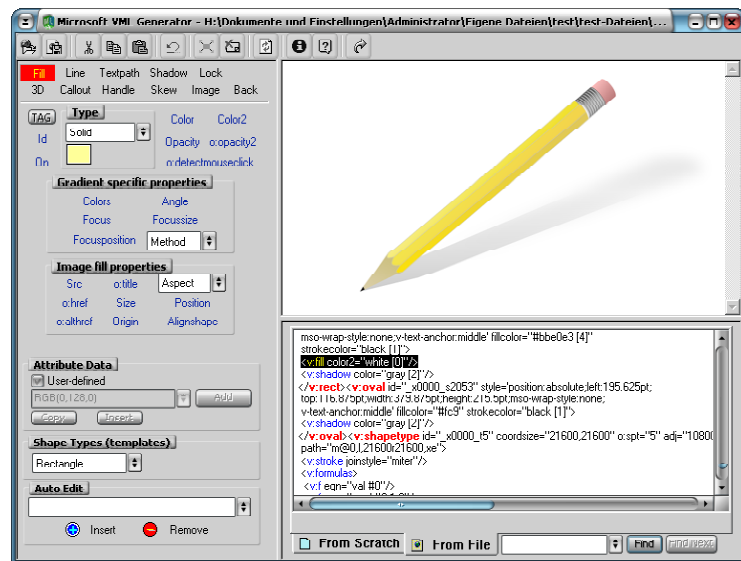 Microsoft VML Generator - H:\Dokumente und Einstellungen\Administrator\Eigene Dateien\test\test-Dateien\...
Fill Line Textpath Shadow Lock
3D Callout Handle Skew Image Back
TAG Type Color Color2
Id Solid Opacity o:opacity2
On o:detectmouseclick
Gradient specific properties
Colors Angle
Focus Focussize
Focusposition Method
Image fill properties
Src o:title Aspect
o:href Size Position
o:althref Origin Alignshape
Attribute Data
User-defined
RGB(0,128,0) Add
Copy Insert
Shape Types (templates)
Rectangle
Auto Edit
Insert Remove
mso-wrap-style:none;v-text-anchor:middle' fillcolor="#bbe0e3 [4]"
strokecolor="black [1]">
<v:fill color2="white [0]"/>
<v:shadow color="gray [2]"/>
</v:rect><v:oval id="_x0000_s2053" style='position:absolute;left:195.625pt;
top:116.875pt;width:379.875pt;height:215.5pt;mso-wrap-style:none;
v-text-anchor:middle' fillcolor="#fc9" strokecolor="black [1]">
<v:shadow color="gray [2]"/>
</v:oval><v:shapetype id="_x0000_t5" coordsize="21600,21600" o:spt="5" adj="10800
path="m@0,l,21600r21600,xe">
<v:stroke joinstyle="miter"/>
<v:formulas>
<v:f eqn="val #0"/>
From Scratch From File Find Find Next